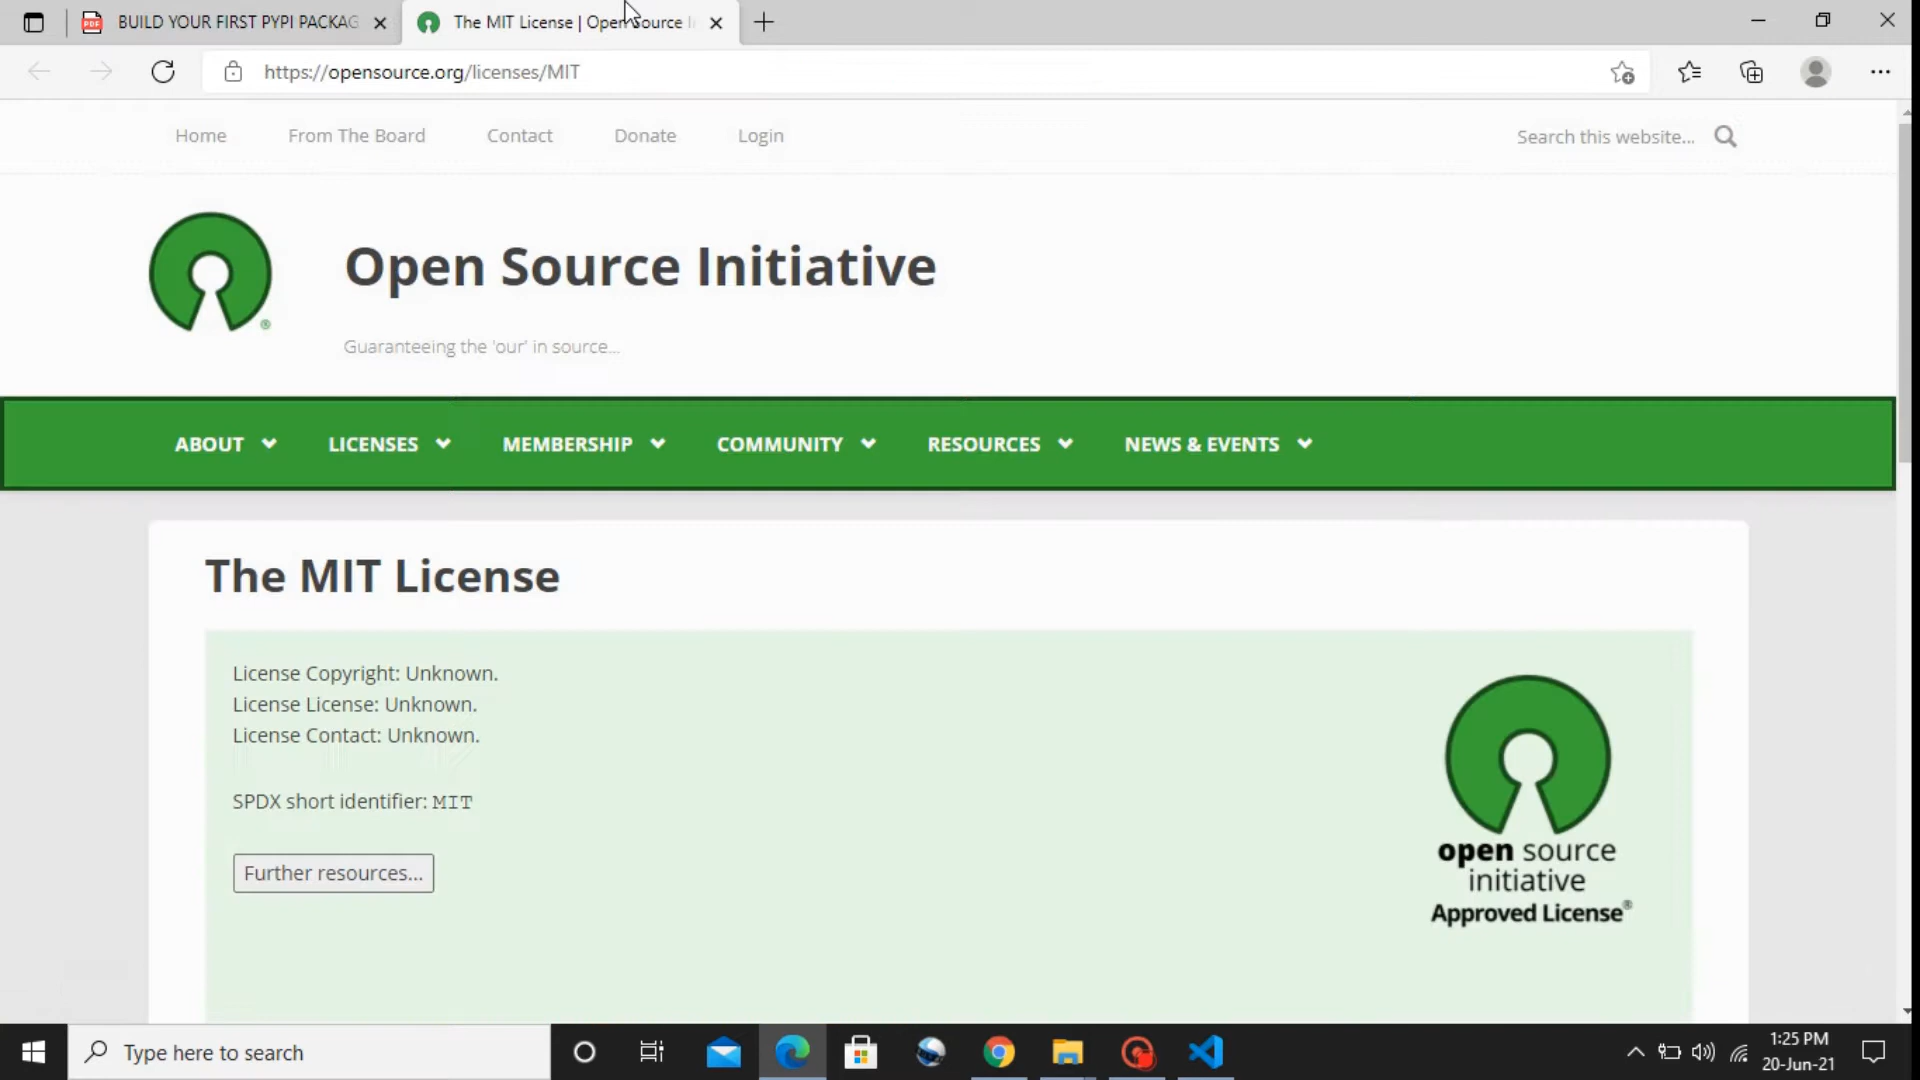 BUILD YOUR FIRST PYPI PACKAG
The MIT License | Open Source I
https://opensource.org/licenses/MIT
Home From The Board Contact Donate Login
Search this website...
Open Source Initiative
Guaranteeing the 'our' in source...
ABOUT LICENSES MEMBERSHIP COMMUNITY RESOURCES NEWS & EVENTS
The MIT License
License Copyright: Unknown.
License License: Unknown.
License Contact: Unknown.
SPDX short identifier: MIT
Further resources...
open source
initiative
Approved License®
Type here to search
1:25 PM
20-Jun-21